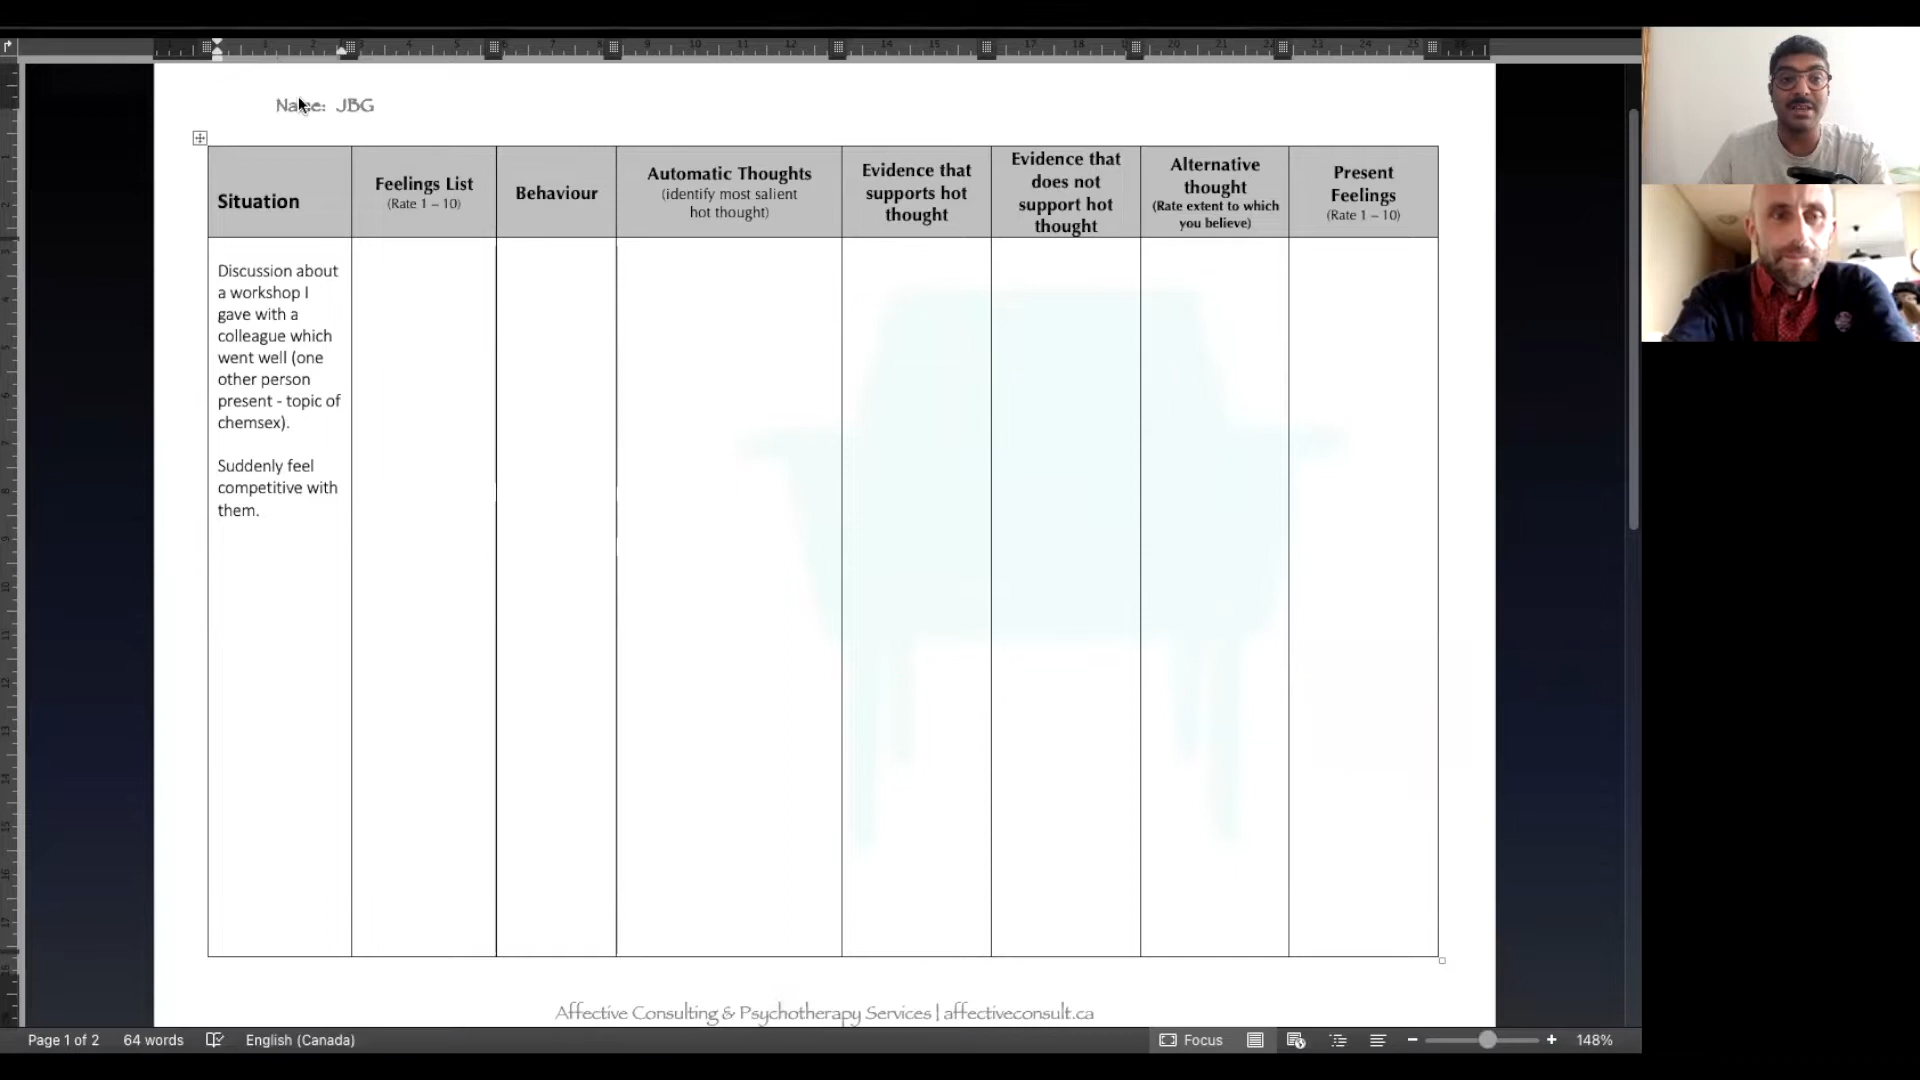 Name: JBG
Situation
Feelings List
(Rate 1 – 10)
Behaviour
Automatic Thoughts
(identify most salient
hot thought)
Evidence that
supports hot
thought
Evidence that
does not
support hot
thought
Alternative
thought
(Rate extent to which
you believe)
Present
Feelings
(Rate 1 – 10)
Discussion about
a workshop I
gave with a
colleague which
went well (one
other person
present - topic of
chemsex).
Suddenly feel
competitive with
them.
Affective Consulting & Psychotherapy Services | affectiveconsult.ca
Page 1 of 2
64 words
English (Canada)
Focus
148%